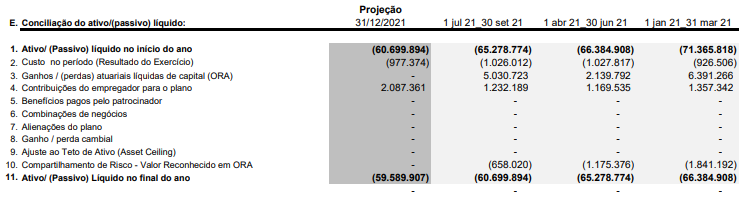 Projeção
E. Conciliação do ativo/(passivo) líquido: 31/12/2021 1 jul 21_30 set 21 1 abr 21_30 jun 21 1 jan 21_31 mar 21
1. Ativo/ (Passivo) líquido no início do ano (60.699.894) (65.278.774) (66.384.908) (71.365.818)
2. Custo no período (Resultado do Exercício) (977.374) (1.026.012) (1.027.817) (926.506)
3. Ganhos / (perdas) atuariais líquidas de capital (ORA) - 5.030.723 2.139.792 6.391.266
4. Contribuições do empregador para o plano 2.087.361 1.232.189 1.169.535 1.357.342
5. Benefícios pagos pelo patrocinador - - - -
6. Combinações de negócios - - - -
7. Alienações do plano - - - -
8. Ganho / perda cambial - - - -
9. Ajuste ao Teto de Ativo (Asset Ceiling) - - - -
10. Compartilhamento de Risco - Valor Reconhecido em ORA - (658.020) (1.175.376) (1.841.192)
11. Ativo/ (Passivo) Líquido no final do ano (59.589.907) (60.699.894) (65.278.774) (66.384.908)
- - - -